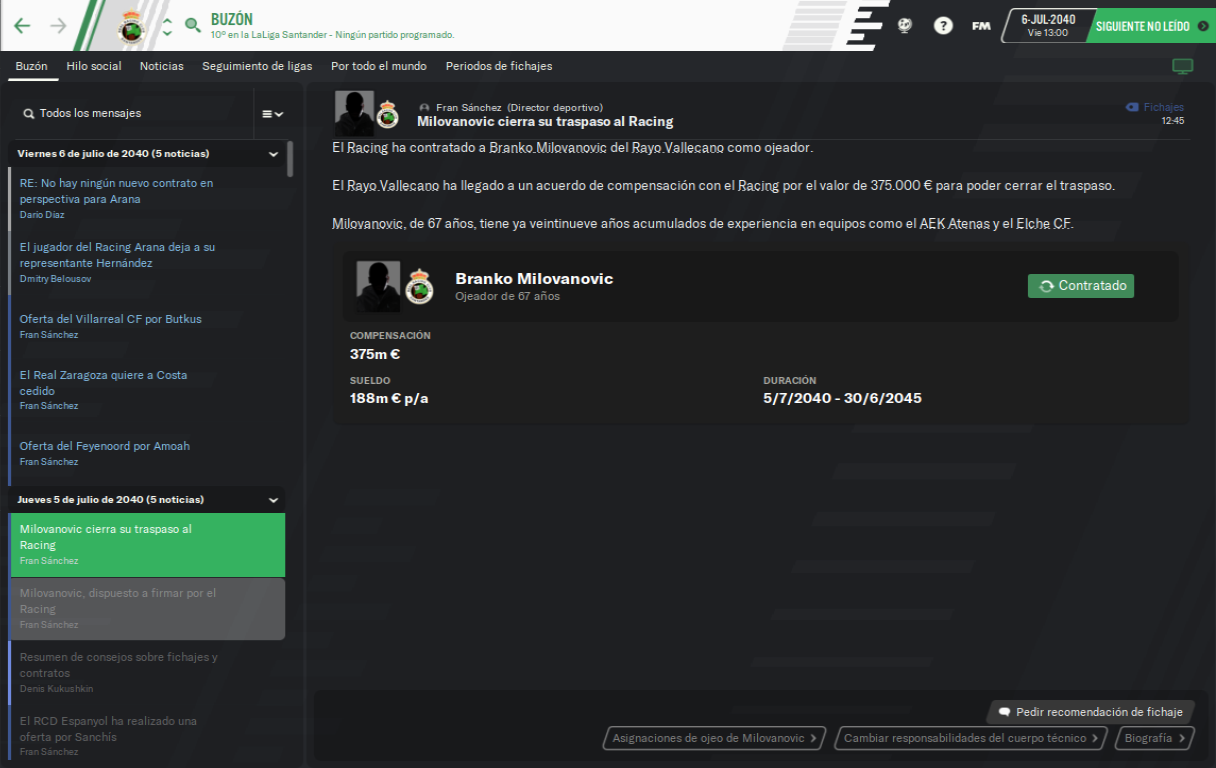 BUZÓN
10º en la LaLiga Santander - Ningún partido programado.
?
FM
6-JUL-2040
Vie 13:00
SIGUIENTE NO LEÍDO
Buzón
Hilo social
Noticias
Seguimiento de ligas
Por todo el mundo
Periodos de fichajes
Todos los mensajes
Viernes 6 de julio de 2040 (5 noticias)
RE: No hay ningún nuevo contrato en
perspectiva para Arana
Darío Díaz
El jugador del Racing Arana deja a su
representante Hernández
Dmitry Belousov
Oferta del Villarreal CF por Butkus
Fran Sánchez
El Real Zaragoza quiere a Costa
cedido
Fran Sánchez
Oferta del Feyenoord por Amoah
Fran Sánchez
Jueves 5 de julio de 2040 (5 noticias)
Milovanovic cierra su traspaso al
Racing
Fran Sánchez
Milovanovic, dispuesto a firmar por el
Racing
Fran Sánchez
Resumen de consejos sobre fichajes y
contratos
Denis Kukushkin
El RCD Espanyol ha realizado una
oferta por Sanchís
Fran Sánchez
Fran Sánchez (Director deportivo)
Milovanovic cierra su traspaso al Racing
Fichajes
12:45
El Racing ha contratado a Branko Milovanovic del Rayo Vallecano como ojeador.
El Rayo Vallecano ha llegado a un acuerdo de compensación con el Racing por el valor de 375.000 € para poder cerrar el traspaso.
Milovanovic, de 67 años, tiene ya veintinueve años acumulados de experiencia en equipos como el AEK Atenas y el Elche CF.
Branko Milovanovic
Ojeador de 67 años
Contratado
COMPENSACIÓN
375m €
SUELDO
188m € p/a
DURACIÓN
5/7/2040 - 30/6/2045
Pedir recomendación de fichaje
Asignaciones de ojeo de Milovanovic
Cambiar responsabilidades del cuerpo técnico
Biografía